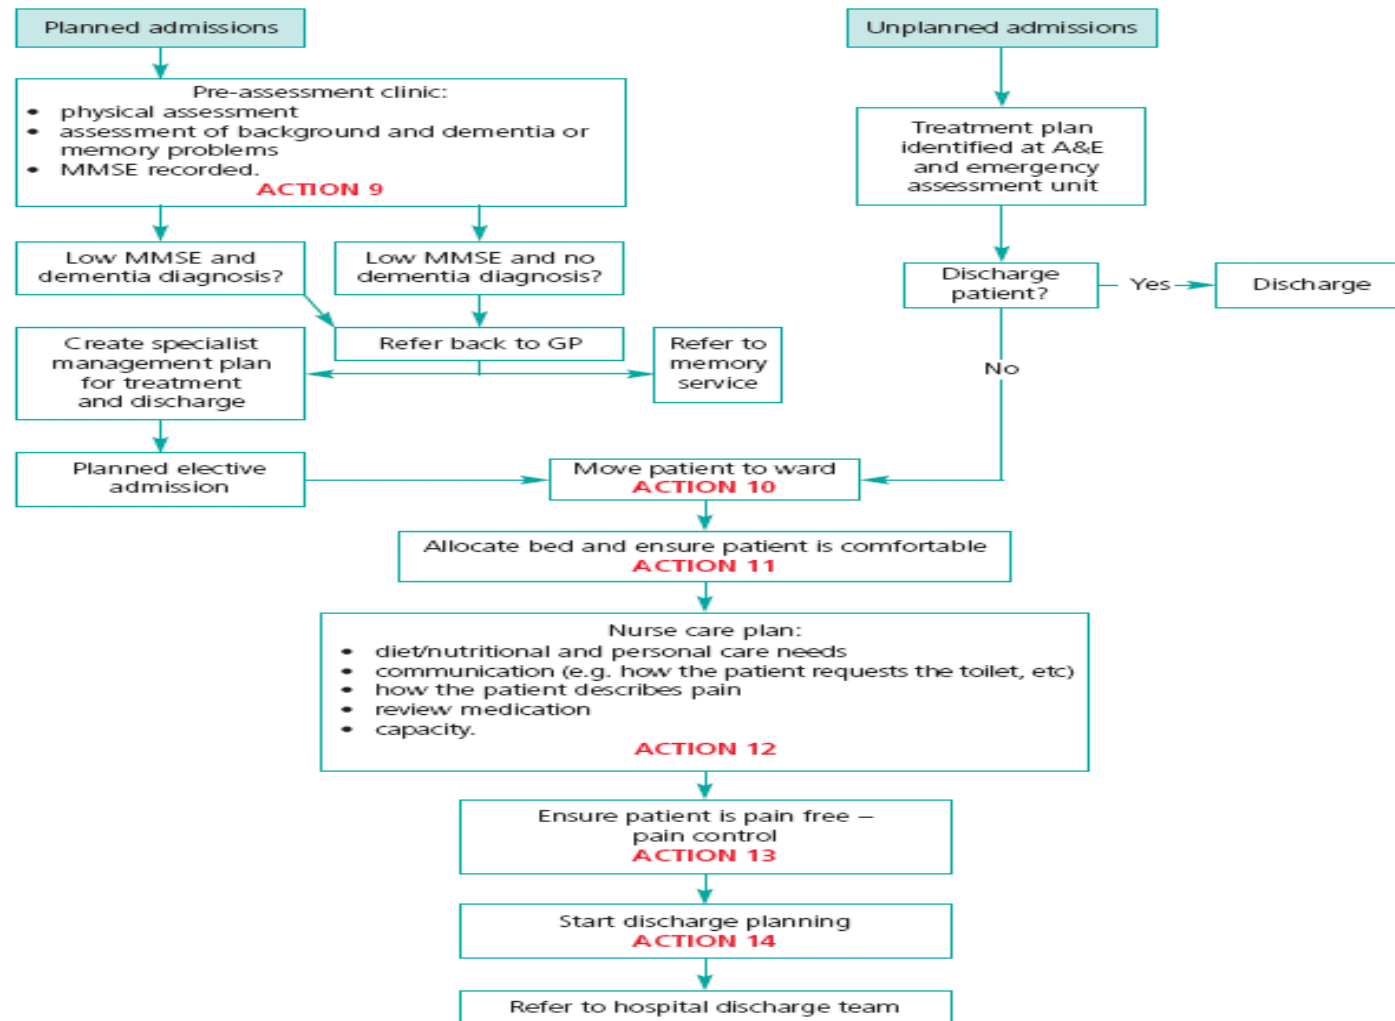 Planned admissions
Unplanned admissions
Pre-assessment clinic:
• physical assessment
• assessment of background and dementia or
memory problems
• MMSE recorded.
ACTION 9
Treatment plan
identified at A&E
and emergency
assessment unit
Low MMSE and
dementia diagnosis?
Low MMSE and no
dementia diagnosis?
Discharge
patient?
Yes
Discharge
Create specialist
management plan
for treatment
and discharge
Refer back to GP
Refer to
memory
service
No
Planned elective
admission
Move patient to ward
ACTION 10
Allocate bed and ensure patient is comfortable
ACTION 11
Nurse care plan:
• diet/nutritional and personal care needs
• communication (e.g. how the patient requests the toilet, etc)
• how the patient describes pain
• review medication
• capacity.
ACTION 12
Ensure patient is pain free –
pain control
ACTION 13
Start discharge planning
ACTION 14
Refer to hospital discharge team